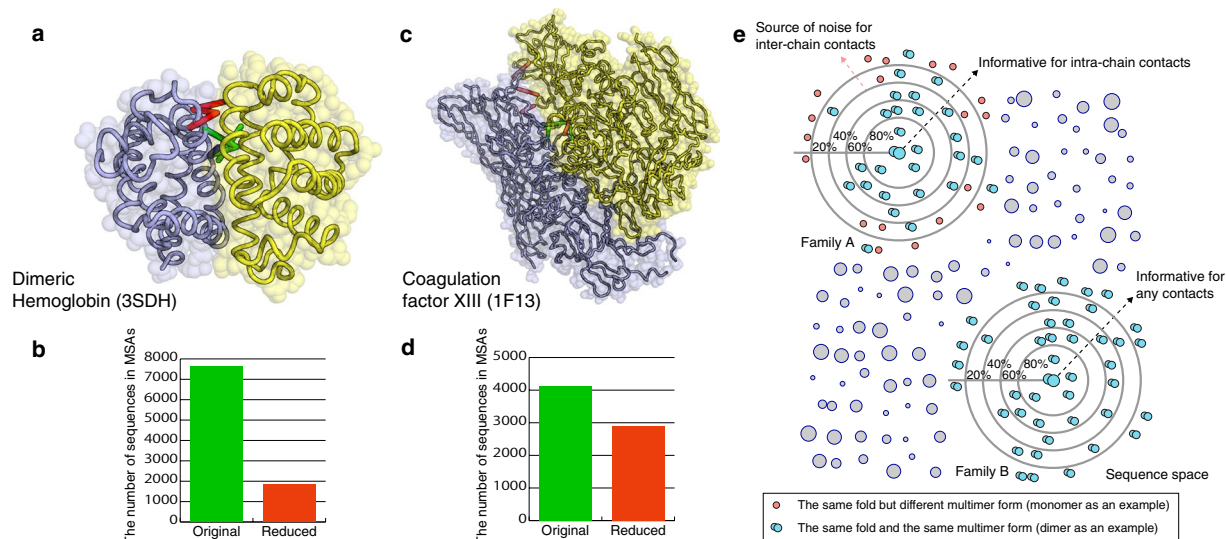 a
Dimeric
Hemoglobin (3SDH)
b
The number of sequences in MSAs
8000
7000
6000
5000
4000
3000
2000
1000
0
Original
Reduced
c
Coagulation
factor XIII (1F13)
d
The number of sequences in MSAs
5000
4000
3000
2000
1000
0
Original
Reduced
e
Source of noise for
inter-chain contacts
Informative for intra-chain contacts
40%
80%
20%
60%
Family A
Informative for
any contacts
40%
80%
20%
60%
Family B
Sequence space
The same fold but different multimer form (monomer as an example)
The same fold and the same multimer form (dimer as an example)